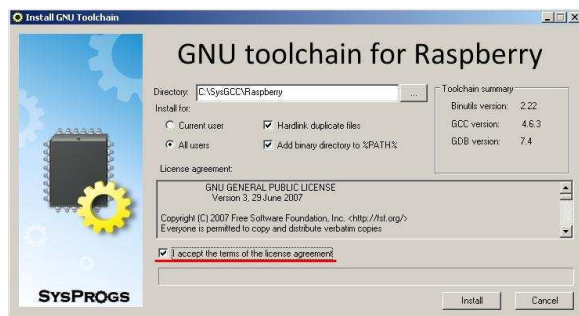 Install GNU Toolchain
GNU toolchain for Raspberry
Directory: C:\SysGCC\Raspberry ...
Install for:
Current user
Hardlink duplicate files
All users
Add binary directory to %PATH%
Toolchain summary
Binutils version: 2.22
GCC version: 4.6.3
GDB version: 7.4
License agreement:
GNU GENERAL PUBLIC LICENSE
Version 3, 29 June 2007
Copyright (C) 2007 Free Software Foundation, Inc. <http://fsf.org/>
Everyone is permitted to copy and distribute verbatim copies
I accept the terms of the license agreement
SYSPROGS
Install
Cancel